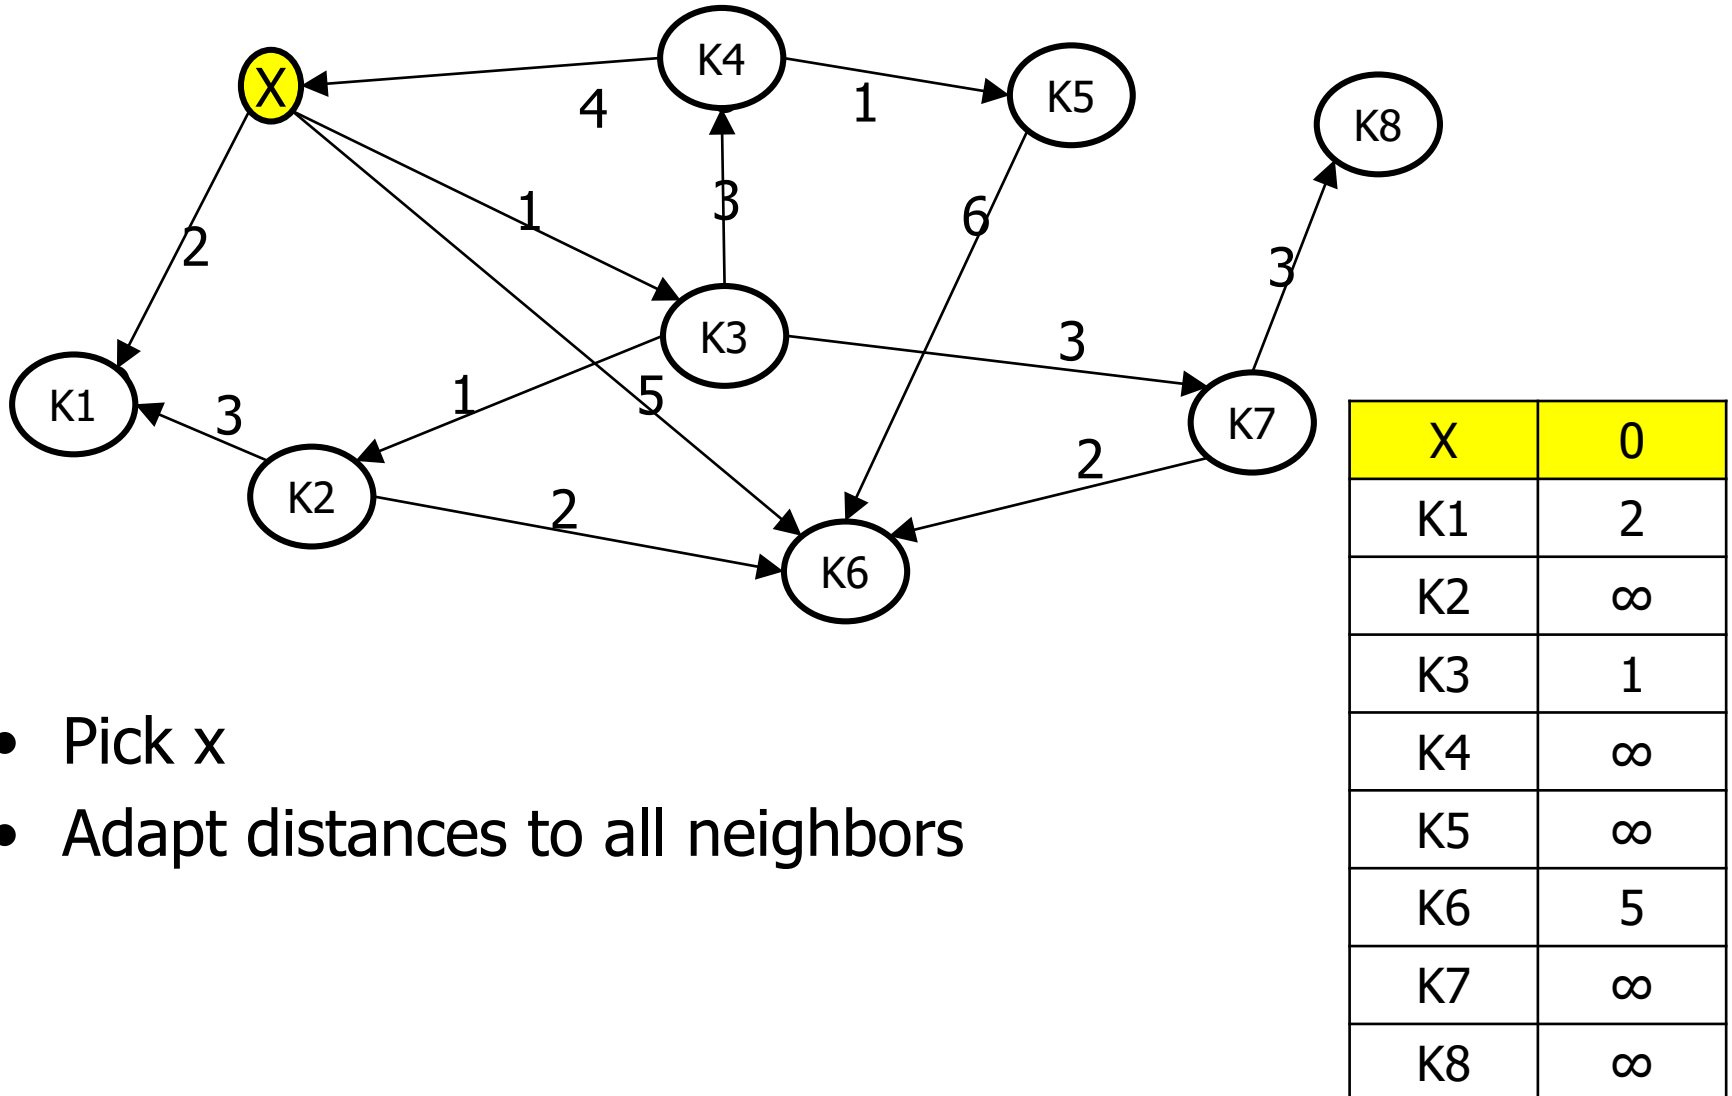 K4
X
K5
K8
4
1
1
3
6
2
3
K3
3
K1
3
1
5
K7
2
K2
2
K6
X 0
K1 2
K2 ∞
K3 1
K4 ∞
K5 ∞
K6 5
K7 ∞
K8 ∞
• Pick x
• Adapt distances to all neighbors